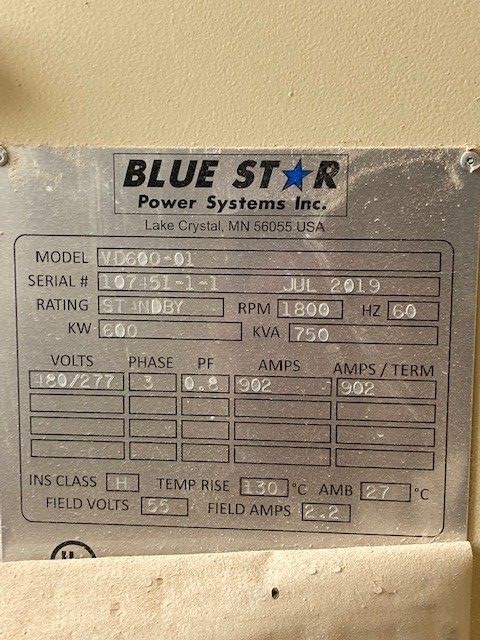 BLUE STAR
Power Systems Inc.
Lake Crystal, MN 56055 USA
MODEL VD600-01
SERIAL # 107451-1-1 JUL 2019
RATING STANDBY RPM 1800 HZ 60
KW 600 KVA 750
VOLTS PHASE PF AMPS AMPS / TERM
480/277 3 0.8 902 902
INS CLASS H TEMP RISE 130 °C AMB 27 °C
FIELD VOLTS 55 FIELD AMPS 2.2